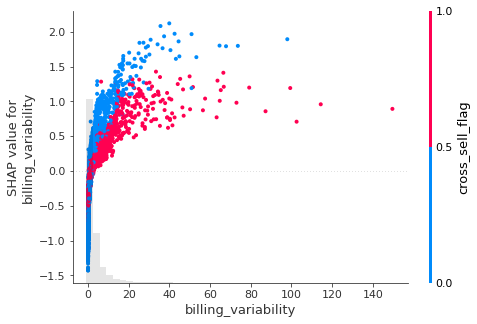 2.0
1.5
1.0
0.5
0.0
−0.5
−1.0
−1.5
SHAP value for
billing_variability
0 20 40 60 80 100 120 140
billing_variability
1.0
0.5
0.0
cross_sell_flag